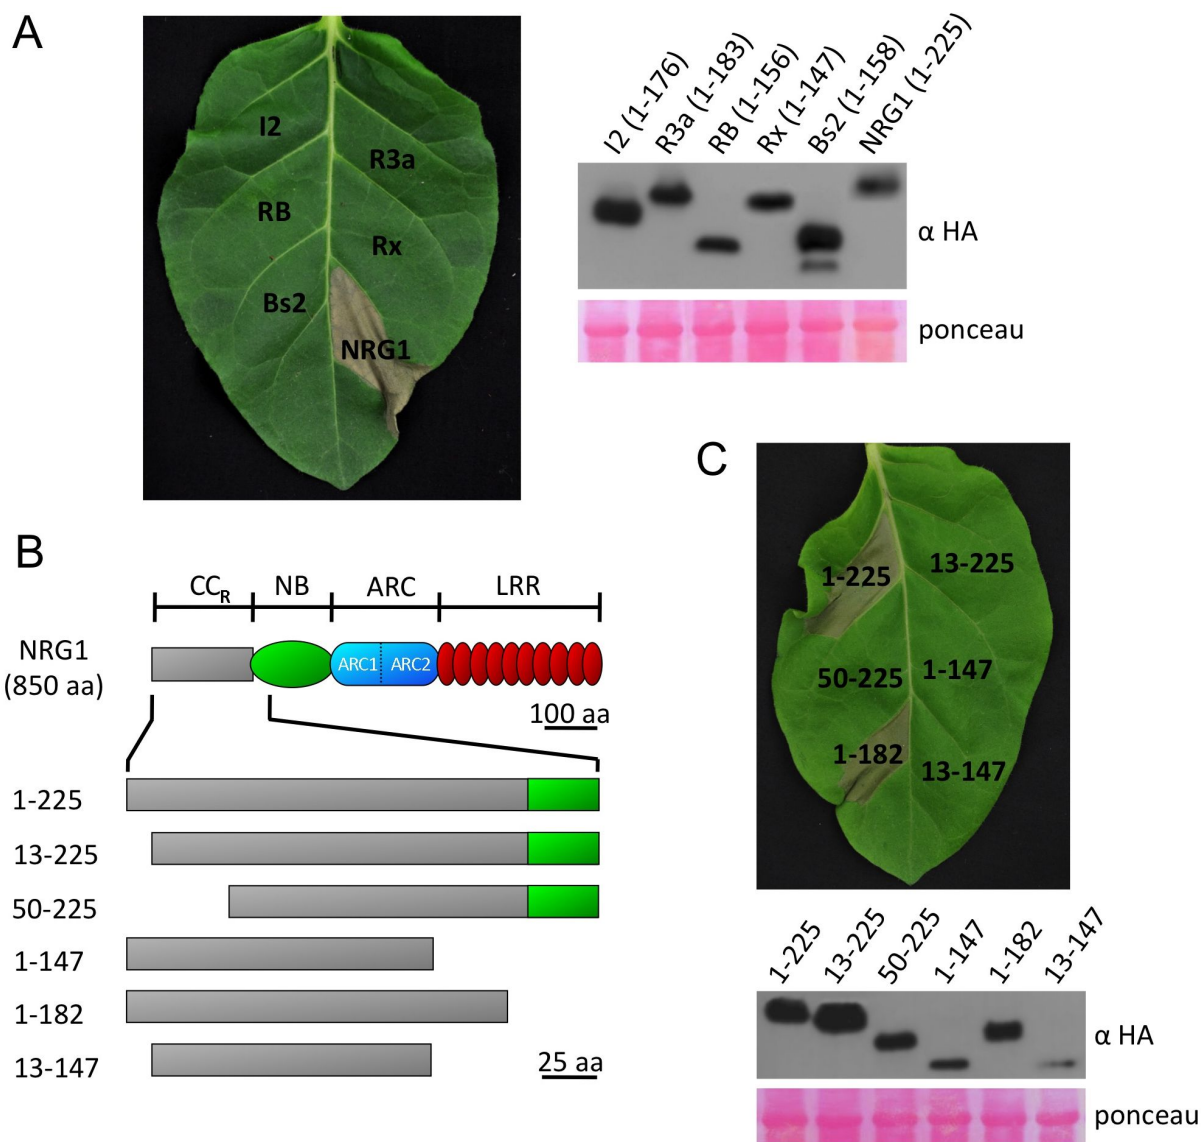 A
I2
R3a
RB
Rx
Bs2
NRG1
I2 (1-176)
R3a (1-183)
RB (1-156)
Rx (1-147)
Bs2 (1-158)
NRG1 (1-225)
α HA
ponceau
B
CCR NB ARC LRR
NRG1
(850 aa)
ARC1 ARC2
100 aa
1-225
13-225
50-225
1-147
1-182
13-147
25 aa
C
1-225
13-225
50-225
1-147
1-182
13-147
1-225
13-225
50-225
1-147
1-182
13-147
α HA
ponceau